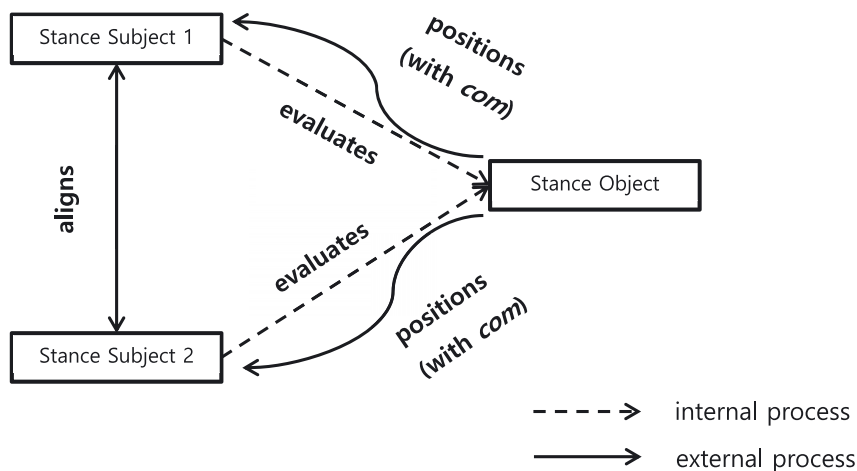 Stance Subject 1
positions
(with com)
evaluates
aligns
Stance Object
evaluates
positions
(with com)
Stance Subject 2
internal process
external process